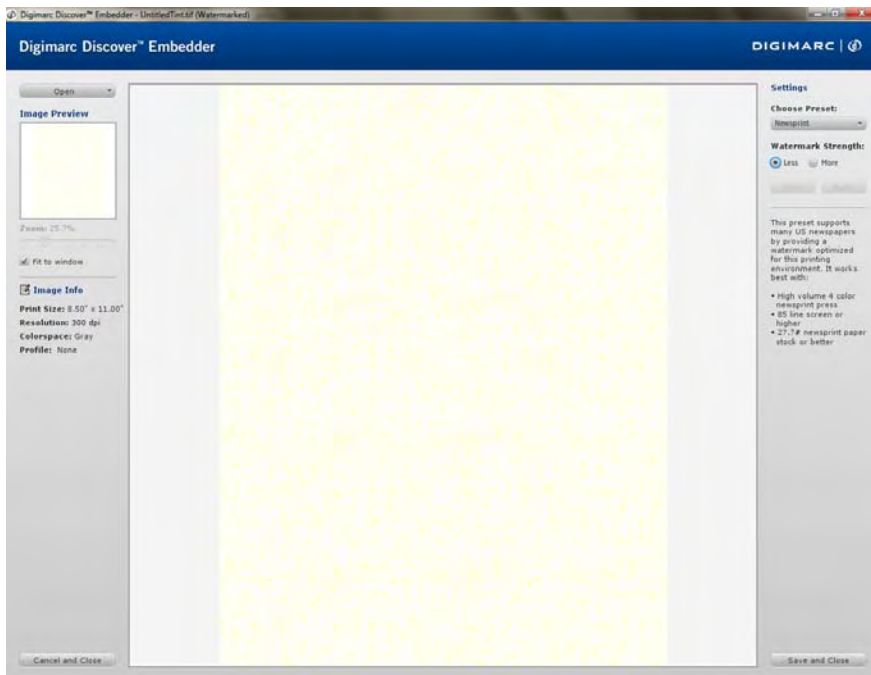 Digimarc Discover™ Embedder - UntitledTint.tif (Watermarked)
Digimarc Discover™ Embedder
DIGIMARC
Open
Image Preview
Zoom: 25.7%
Fit to window
Image Info
Print Size: 8.50" x 11.00"
Resolution: 300 dpi
Colorspace: Gray
Profile: None
Cancel and Close
Settings
Choose Preset:
Newsprint
Watermark Strength:
Less More
This preset supports
many US newspapers
by providing a
watermark optimized
for this printing
environment. It works
best with:
• High volume 4 color
newsprint press
• 85 line screen or
higher
• 27.7# newsprint paper
stock or better
Save and Close